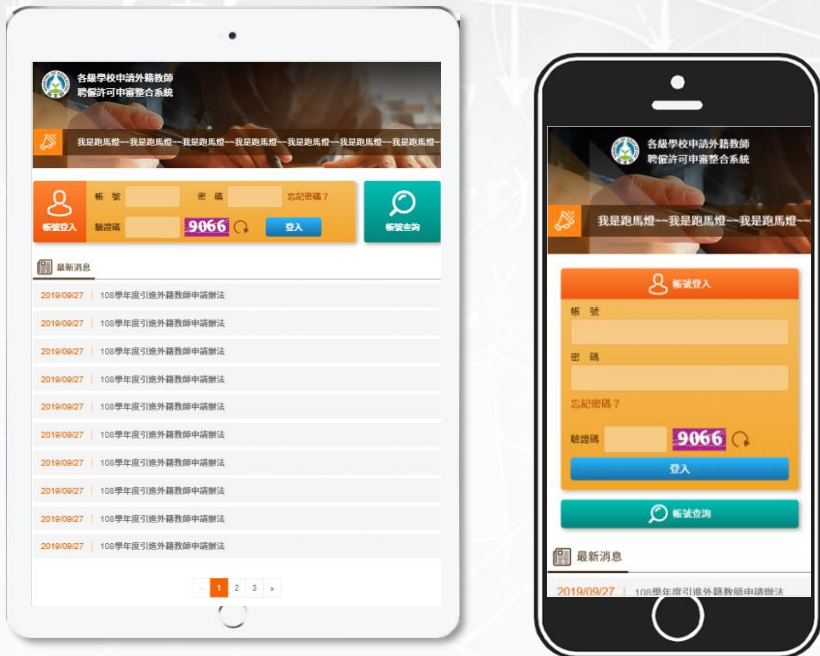 各級學校申請外籍教師
聘僱許可申審整合系統
我是跑馬燈~~我是跑馬燈~~我是跑馬燈~~我是跑馬燈~~我是跑馬燈~~我是跑馬燈~
帳號登入
帳 號
密 碼
忘記密碼？
驗證碼
9066
登入
帳號查詢
最新消息
2019/09/27 | 108學年度引進外籍教師申請辦法
2019/09/27 | 108學年度引進外籍教師申請辦法
2019/09/27 | 108學年度引進外籍教師申請辦法
2019/09/27 | 108學年度引進外籍教師申請辦法
2019/09/27 | 108學年度引進外籍教師申請辦法
2019/09/27 | 108學年度引進外籍教師申請辦法
2019/09/27 | 108學年度引進外籍教師申請辦法
2019/09/27 | 108學年度引進外籍教師申請辦法
2019/09/27 | 108學年度引進外籍教師申請辦法
2019/09/27 | 108學年度引進外籍教師申請辦法
1 2 3 »
各級學校申請外籍教師
聘僱許可申審整合系統
我是跑馬燈~~我是跑馬燈~~我是跑馬燈~~
帳號登入
帳 號
密 碼
忘記密碼？
驗證碼
9066
登入
帳號查詢
最新消息
2019/09/27 | 108學年度引進外籍教師申請辦法